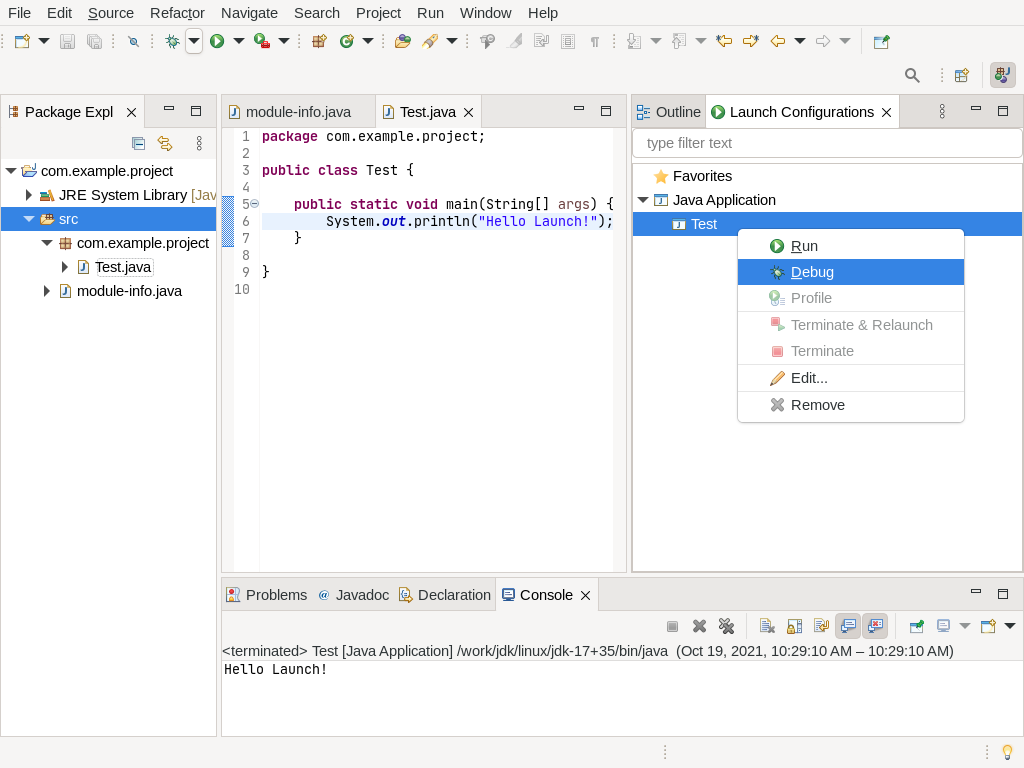 File Edit Source Refactor Navigate Search Project Run Window Help
Package Expl
com.example.project
JRE System Library [Jav
src
com.example.project
Test.java
module-info.java
module-info.java Test.java
1 package com.example.project;
2
3 public class Test {
4
5 public static void main(String[] args) {
6 System.out.println("Hello Launch!");
7 }
8
9 }
10
Outline Launch Configurations
type filter text
Favorites
Java Application
Test
Run
Debug
Profile
Terminate & Relaunch
Terminate
Edit...
Remove
Problems @ Javadoc Declaration Console
<terminated> Test [Java Application] /work/jdk/linux/jdk-17+35/bin/java (Oct 19, 2021, 10:29:10 AM – 10:29:10 AM)
Hello Launch!